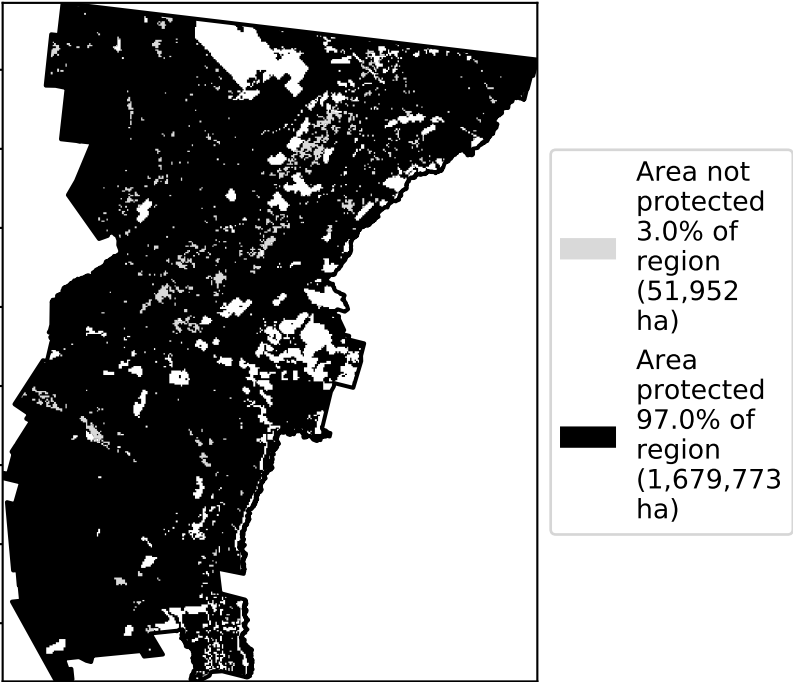 Area not
protected
3.0% of
region
(51,952
ha)
Area
protected
97.0% of
region
(1,679,773
ha)